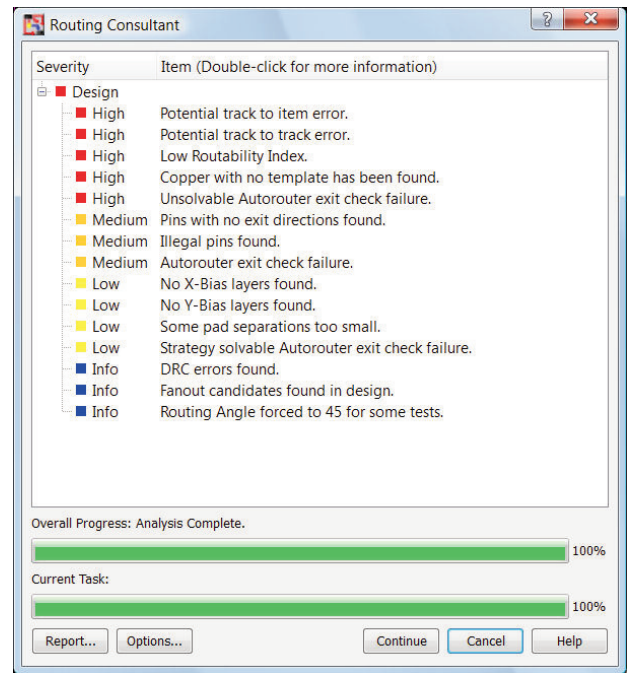 Routing Consultant
Severity Item (Double-click for more information)
Design
High Potential track to item error.
High Potential track to track error.
High Low Routability Index.
High Copper with no template has been found.
High Unsolvable Autorouter exit check failure.
Medium Pins with no exit directions found.
Medium Illegal pins found.
Medium Autorouter exit check failure.
Low No X-Bias layers found.
Low No Y-Bias layers found.
Low Some pad separations too small.
Low Strategy solvable Autorouter exit check failure.
Info DRC errors found.
Info Fanout candidates found in design.
Info Routing Angle forced to 45 for some tests.
Overall Progress: Analysis Complete.
100%
Current Task:
100%
Report... Options... Continue Cancel Help